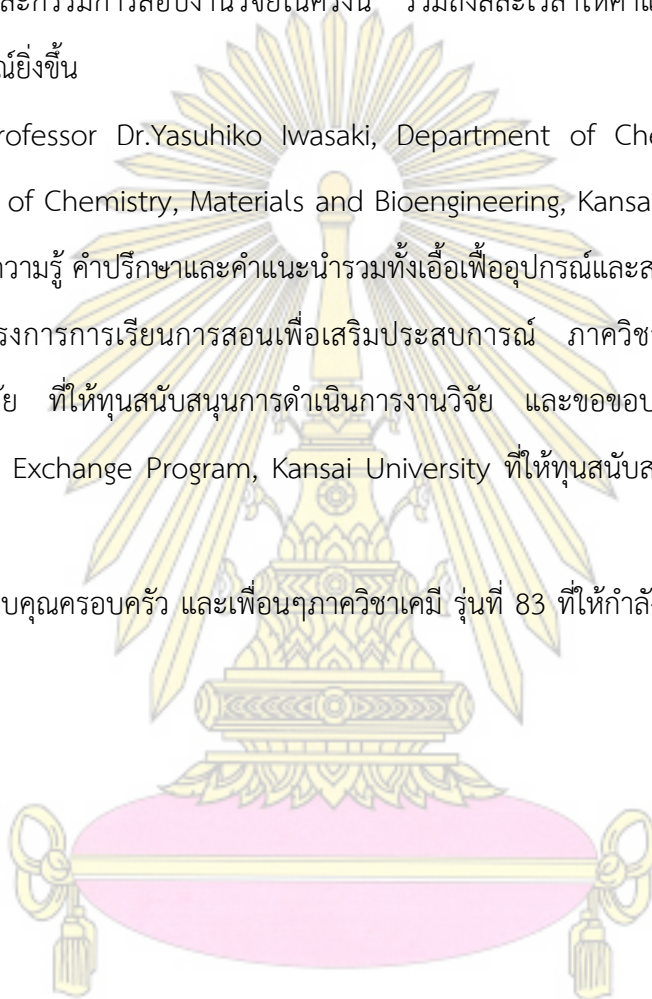 ละกรรมการสอบงานวิจัยในครั้งนี้ รวมถึงสละเวลาให้คำแ
ณ์ยิ่งขึ้น
rofessor Dr.Yasuhiko Iwasaki, Department of Che
of Chemistry, Materials and Bioengineering, Kansa
วามรู้ คำปรึกษาและคำแนะนำรวมทั้งเอื้อเฟื้ออุปกรณ์และส
รงการการเรียนการสอนเพื่อเสริมประสบการณ์ ภาควิชา
ัย ที่ให้ทุนสนับสนุนการดำเนินการงานวิจัย และขอขอบ
Exchange Program, Kansai University ที่ให้ทุนสนับส
บคุณครอบครัว และเพื่อนๆภาควิชาเคมี รุ่นที่ 83 ที่ให้กำลั